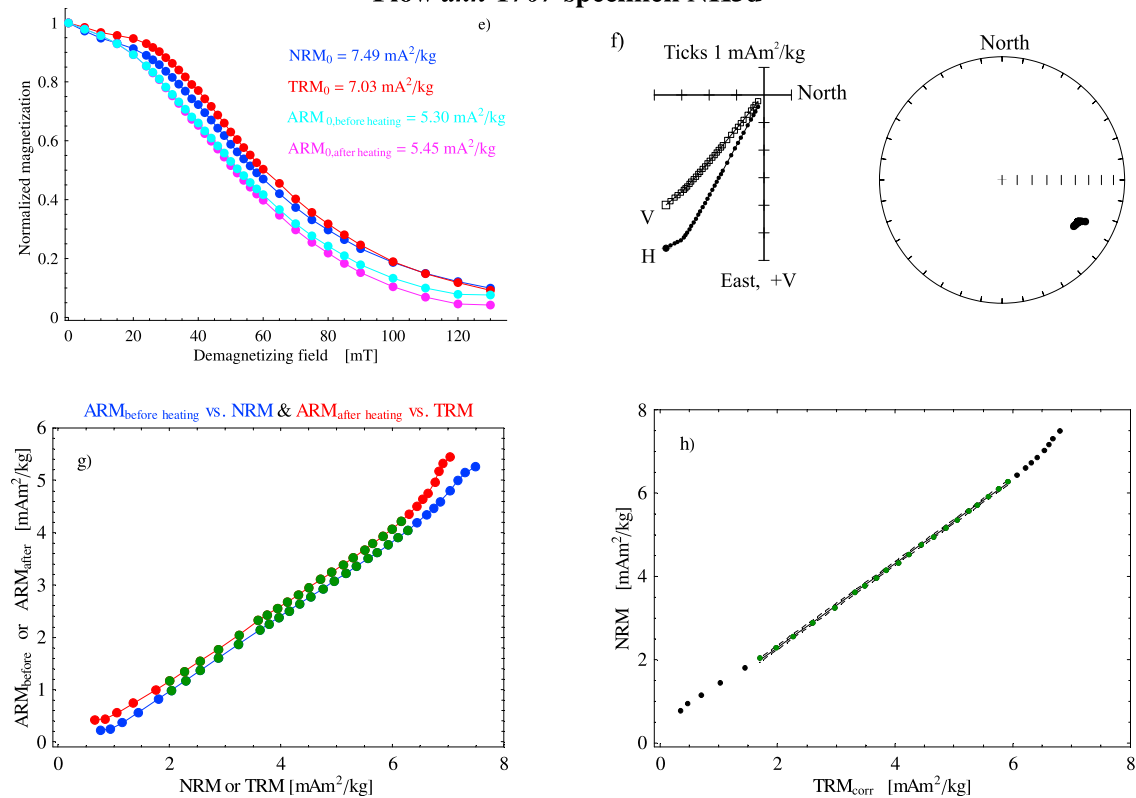 e)
NRM₀ = 7.49 mA²/kg
TRM₀ = 7.03 mA²/kg
ARM₀,before heating = 5.30 mA²/kg
ARM₀,after heating = 5.45 mA²/kg
Normalized magnetization
1
0.8
0.6
0.4
0.2
0
0 20 40 60 80 100 120
Demagnetizing field [mT]
f)
Ticks 1 mAm²/kg
North
V
H
East, +V
North
ARMbefore heating vs. NRM & ARMafter heating vs. TRM
g)
ARMbefore or ARMafter [mAm²/kg]
6
5
4
3
2
1
0
0 2 4 6 8
NRM or TRM [mAm²/kg]
h)
NRM [mAm²/kg]
8
6
4
2
0
0 2 4 6 8
TRMcorr [mAm²/kg]